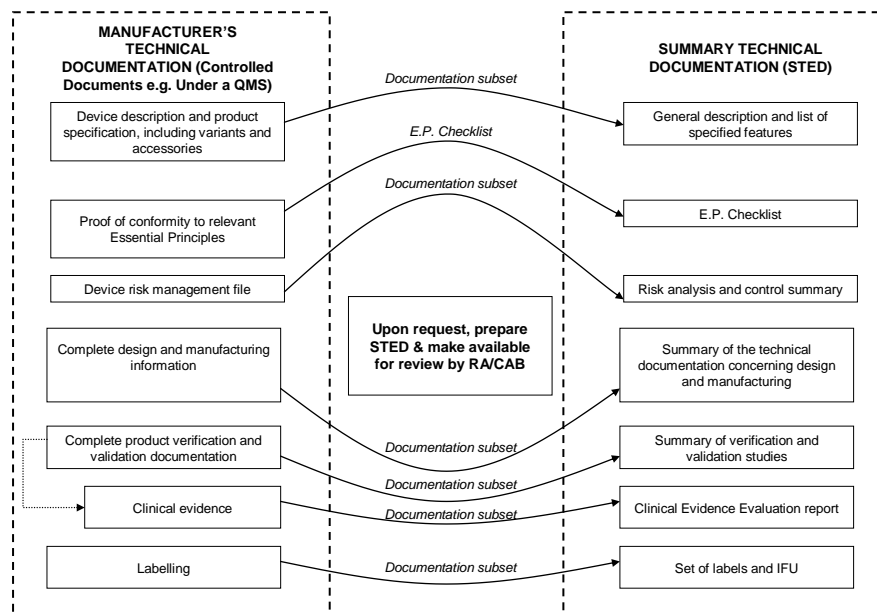 MANUFACTURER'S
TECHNICAL
DOCUMENTATION (Controlled
Documents e.g. Under a QMS)
Device description and product
specification, including variants and
accessories
Proof of conformity to relevant
Essential Principles
Device risk management file
Complete design and manufacturing
information
Complete product verification and
validation documentation
Clinical evidence
Labelling
Documentation subset
E.P. Checklist
Documentation subset
Upon request, prepare
STED & make available
for review by RA/CAB
Documentation subset
Documentation subset
Documentation subset
Documentation subset
SUMMARY TECHNICAL
DOCUMENTATION (STED)
General description and list of
specified features
E.P. Checklist
Risk analysis and control summary
Summary of the technical
documentation concerning design
and manufacturing
Summary of verification and
validation studies
Clinical Evidence Evaluation report
Set of labels and IFU